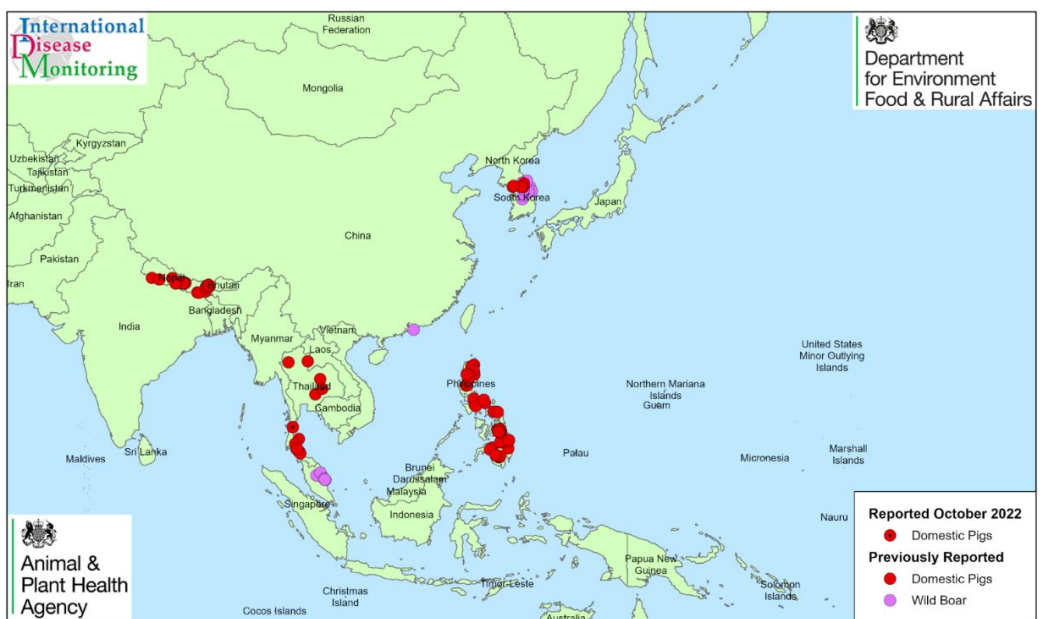 International
Disease
Monitoring
Department
for Environment
Food & Rural Affairs
Russian
Federation
Mongolia
Kyrgyzstan
Uzbekistan
Tajikistan
Turkmenistan
Afghanistan
Pakistan
Iran
North Korea
South Korea
Japan
China
Nepal
Bhutan
Bangladesh
India
Myanmar
Vietnam
Laos
Thailand
Cambodia
Philippines
United States
Minor Outlying
Islands
Northern Mariana
Islands
Guam
Maldives
Sri Lanka
Palau
Micronesia
Marshall
Islands
Brunei
Darussalam
Malaysia
Singapore
Indonesia
Nauru
Papua New
Guinea
Solomon
Islands
Timor-Leste
Christmas
Island
Cocos Islands
Australia
Animal &
Plant Health
Agency
Reported October 2022
Domestic Pigs
Previously Reported
Domestic Pigs
Wild Boar